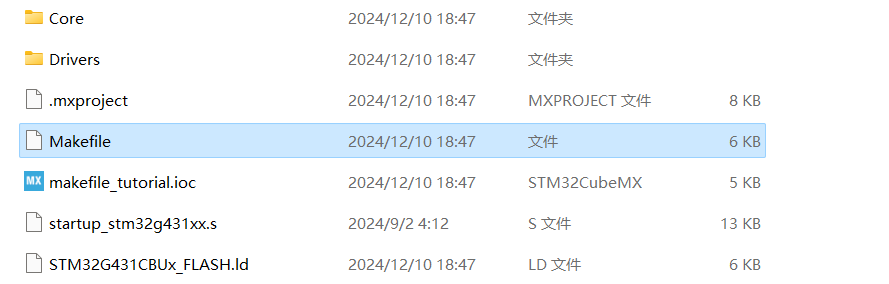 Core 2024/12/10 18:47 文件夹
Drivers 2024/12/10 18:47 文件夹
.mxproject 2024/12/10 18:47 MXPROJECT 文件 8 KB
Makefile 2024/12/10 18:47 文件 6 KB
MX makefile_tutorial.ioc 2024/12/10 18:47 STM32CubeMX 5 KB
startup_stm32g431xx.s 2024/9/2 4:12 S 文件 13 KB
STM32G431CBUx_FLASH.ld 2024/12/10 18:47 LD 文件 6 KB